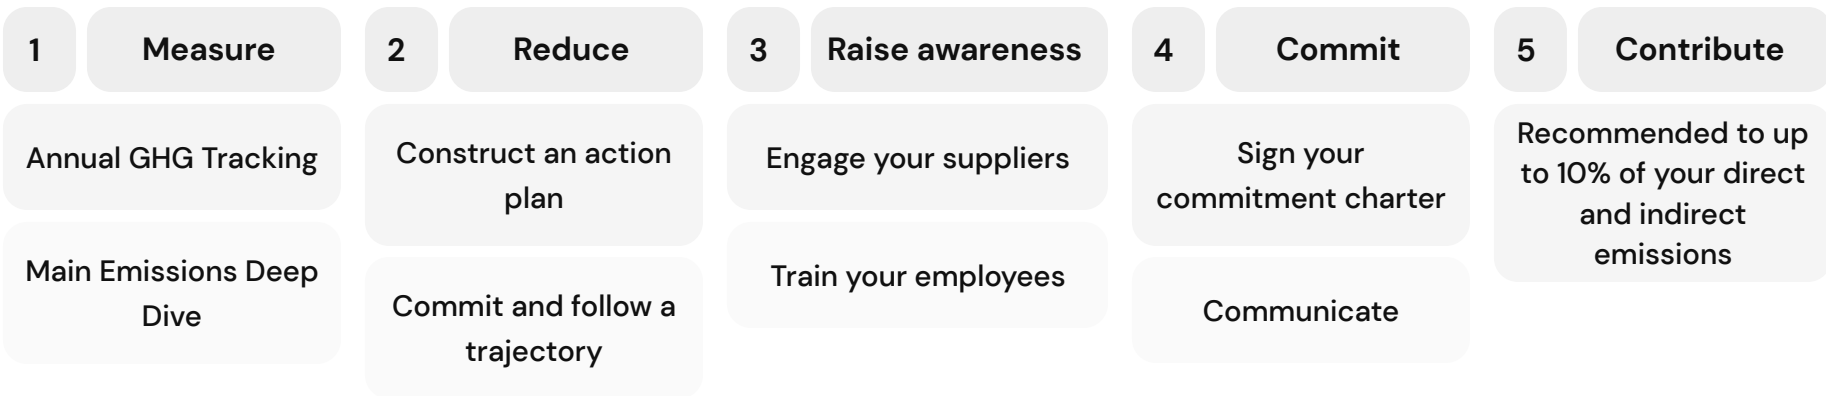 1
Measure
Annual GHG Tracking
Main Emissions Deep
Dive
2
Reduce
Construct an action
plan
Commit and follow a
trajectory
3
Raise awareness
Engage your suppliers
Train your employees
4
Commit
Sign your
commitment charter
Communicate
5
Contribute
Recommended to up
to 10% of your direct
and indirect
emissions